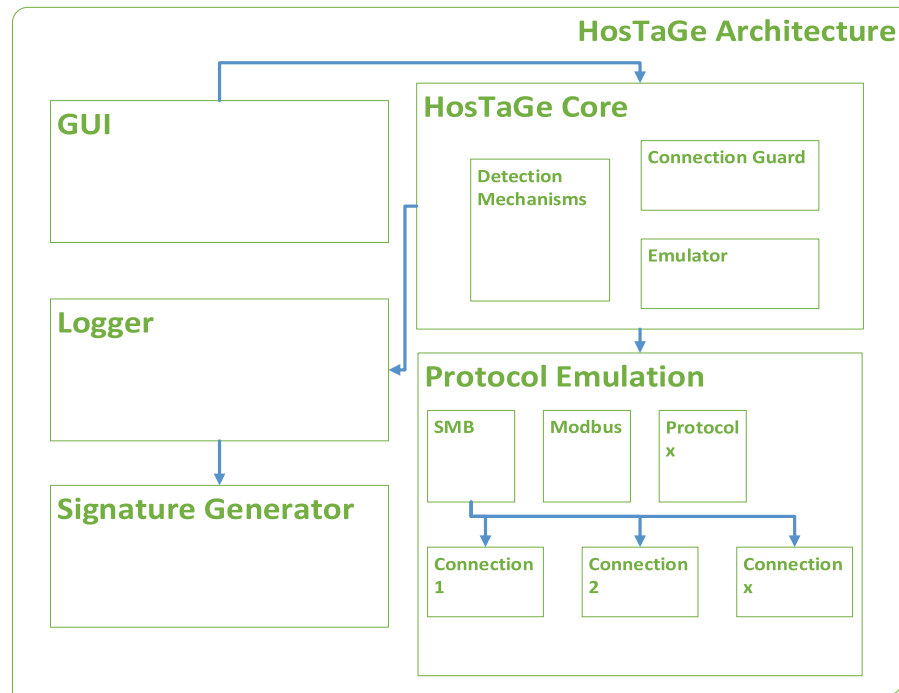 HosTaGe Architecture
GUI
HosTaGe Core
Detection
Mechanisms
Connection Guard
Emulator
Logger
Protocol Emulation
SMB
Modbus
Protocol
x
Signature Generator
Connection
1
Connection
2
Connection
x